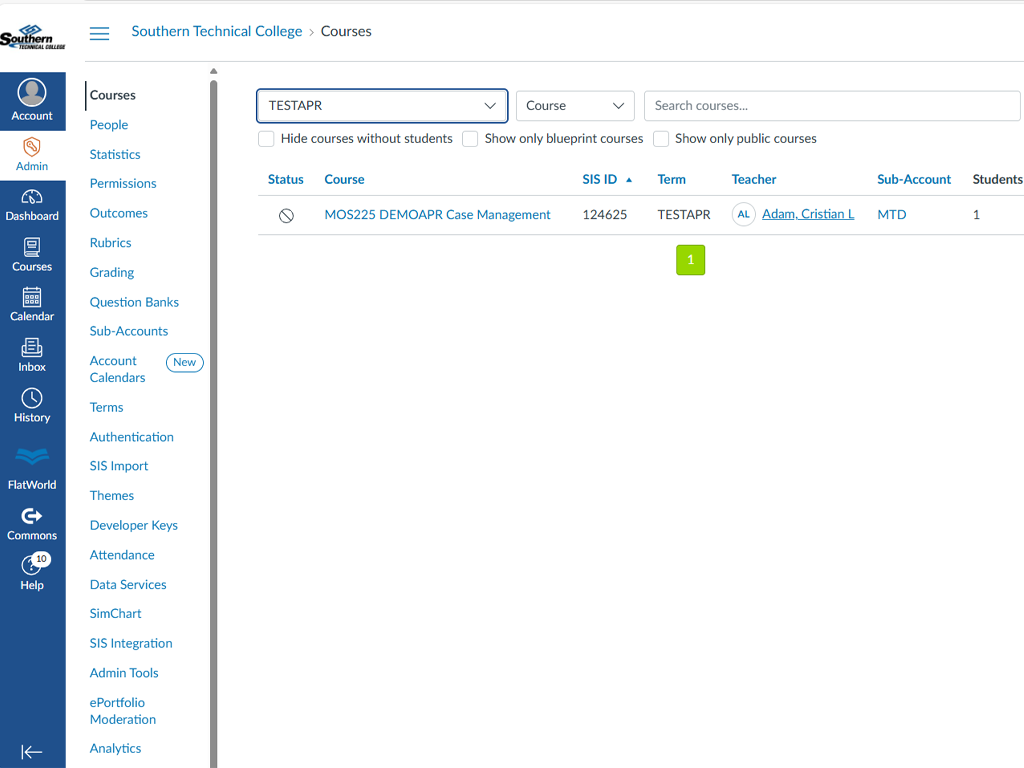 Southern
TECHNICAL COLLEGE
Southern Technical College › Courses
Account
Admin
Dashboard
Courses
Calendar
Inbox
History
FlatWorld
Commons
10
Help
Courses
People
Statistics
Permissions
Outcomes
Rubrics
Grading
Question Banks
Sub-Accounts
Account
Calendars
New
Terms
Authentication
SIS Import
Themes
Developer Keys
Attendance
Data Services
SimChart
SIS Integration
Admin Tools
ePortfolio
Moderation
Analytics
TESTAPR Course Search courses...
Hide courses without students Show only blueprint courses Show only public courses
Status Course SIS ID Term Teacher Sub-Account Students
MOS225 DEMOAPR Case Management 124625 TESTAPR AL Adam, Cristian L MTD 1
1